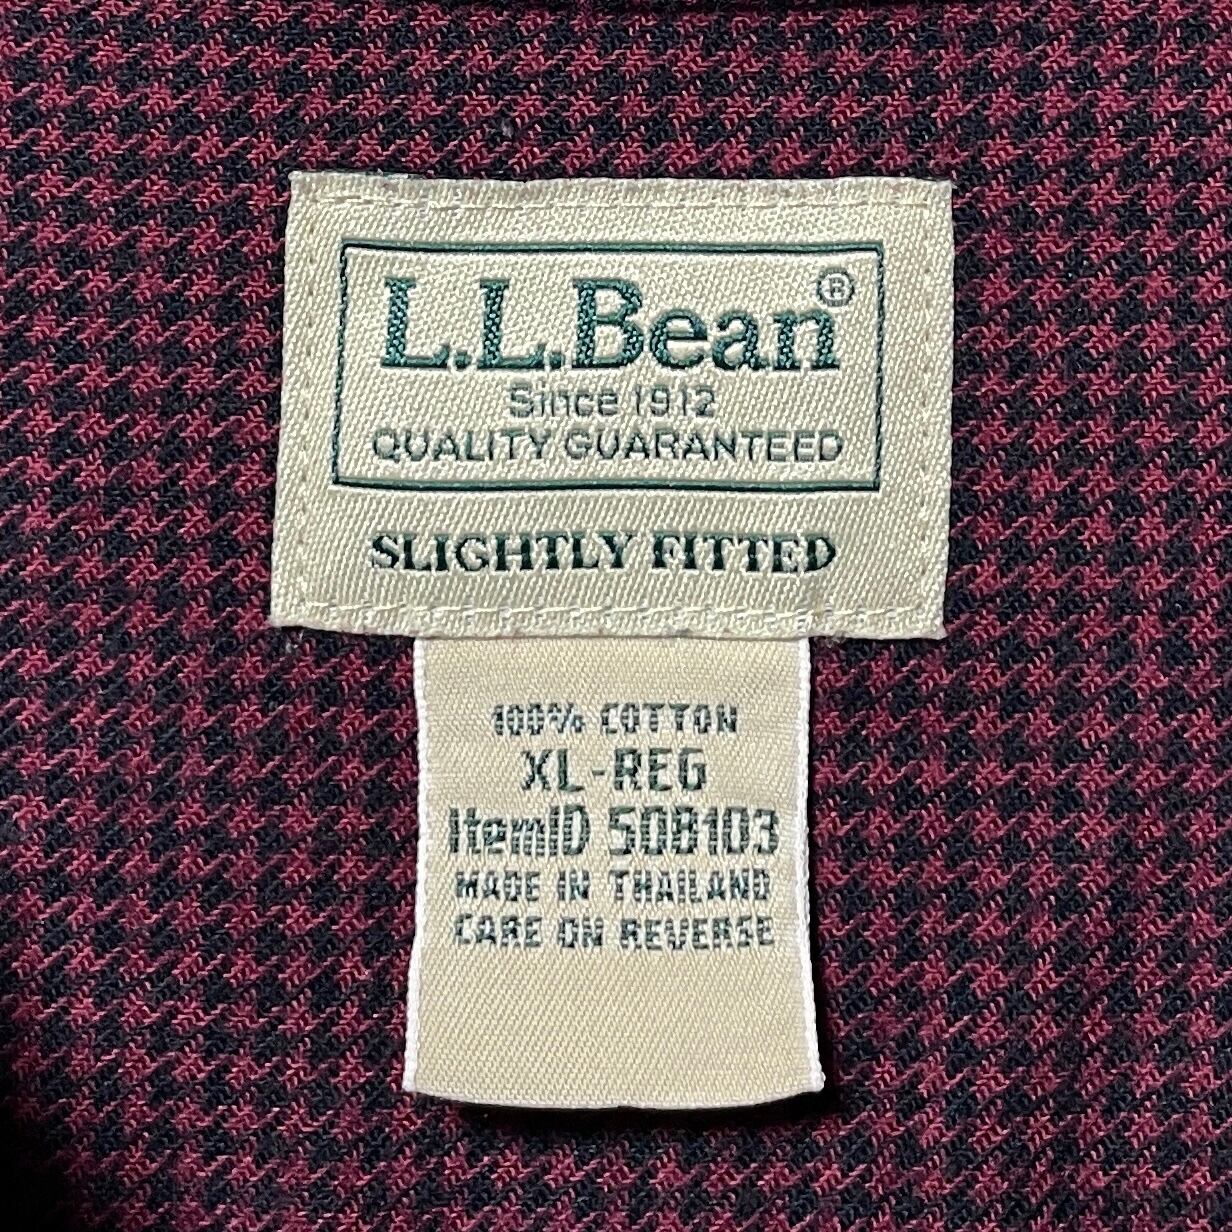 L.L.Bean®
Since 1912
QUALITY GUARANTEED
SLIGHTLY FITTED
100% COTTON
XL-REG
ItemID 508103
MADE IN THAILAND
CARE ON REVERSE